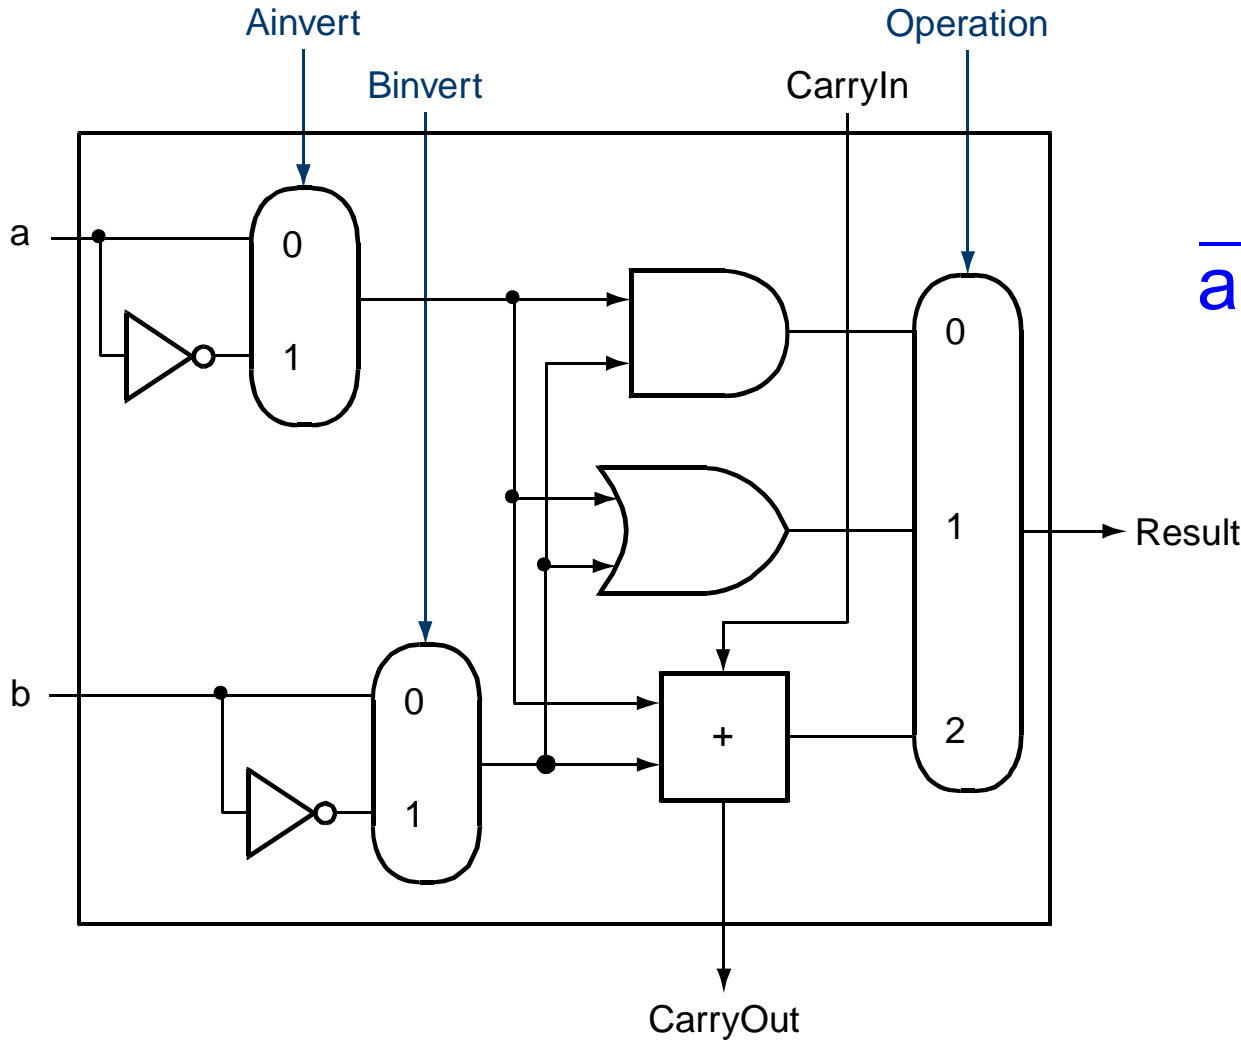 Ainvert
Operation
Binvert
CarryIn
a
0
a̅
0
1
1
Result
b
0
2
+
1
CarryOut